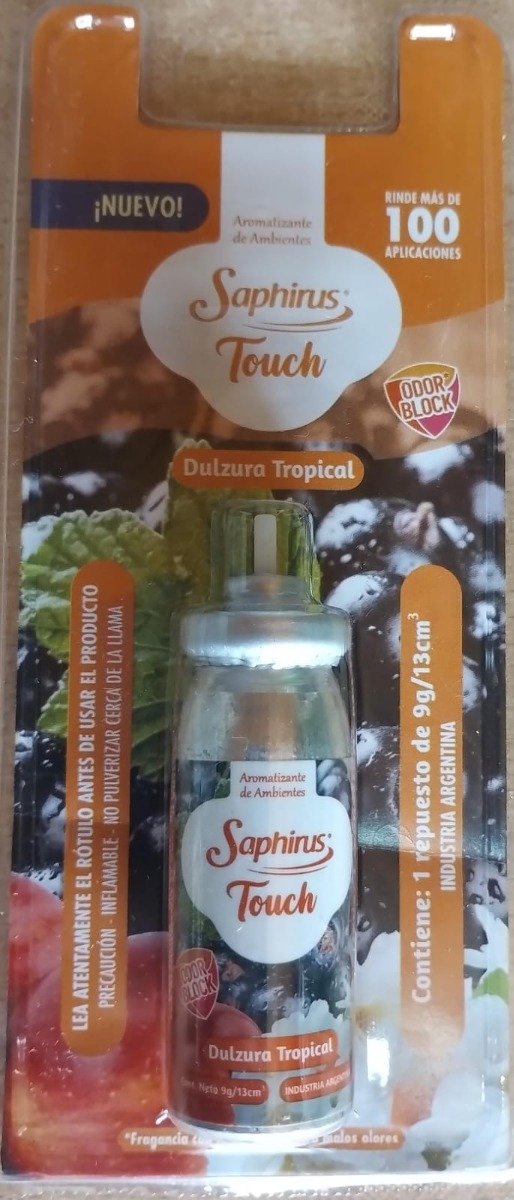 ¡NUEVO!
RINDE MÁS DE
100
APLICACIONES
Aromatizante
de Ambientes
Saphirus®
Touch
ODOR*
BLOCK
Dulzura Tropical
LEA ATENTAMENTE EL RÓTULO ANTES DE USAR EL PRODUCTO
PRECAUCIÓN - INFLAMABLE - NO PULVERIZAR CERCA DE LA LLAMA
Contiene: 1 repuesto de 9g/13cm³
INDUSTRIA ARGENTINA
Aromatizante
de Ambientes
Saphirus®
Touch
ODOR
BLOCK
Dulzura Tropical
Cont. Neto 9g/13cm³
INDUSTRIA ARGENTINA
*Fragancia malos olores